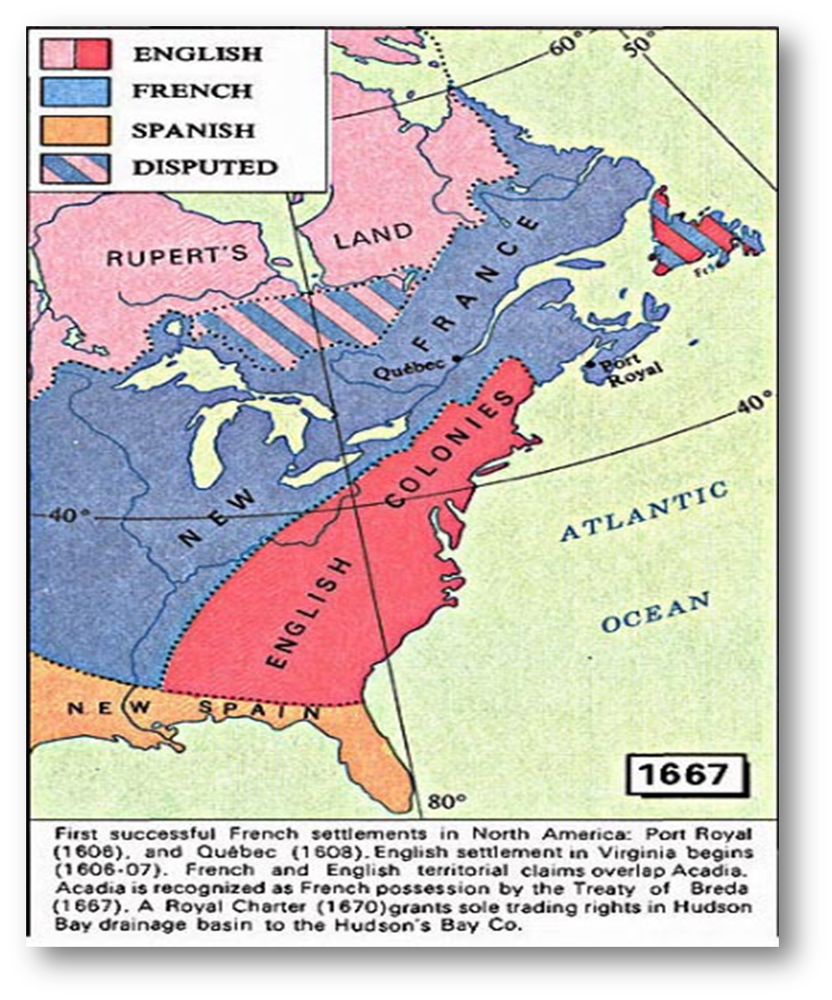 ENGLISH
FRENCH
SPANISH
DISPUTED
60°
50°
RUPERT'S
LAND
FRANCE
Québec
Port
Royal
40°
COLONIES
ATLANTIC
40°
NEW
ENGLISH
OCEAN
NEW SPAIN
1667
80°
First successful French settlements in North America: Port Royal
(1606), and Québec (1608). English settlement in Virginia begins
(1606-07). French and English territorial claims overlap Acadia.
Acadia is recognized as French possession by the Treaty of Breda
(1667). A Royal Charter (1670) grants sole trading rights in Hudson
Bay drainage basin to the Hudson's Bay Co.